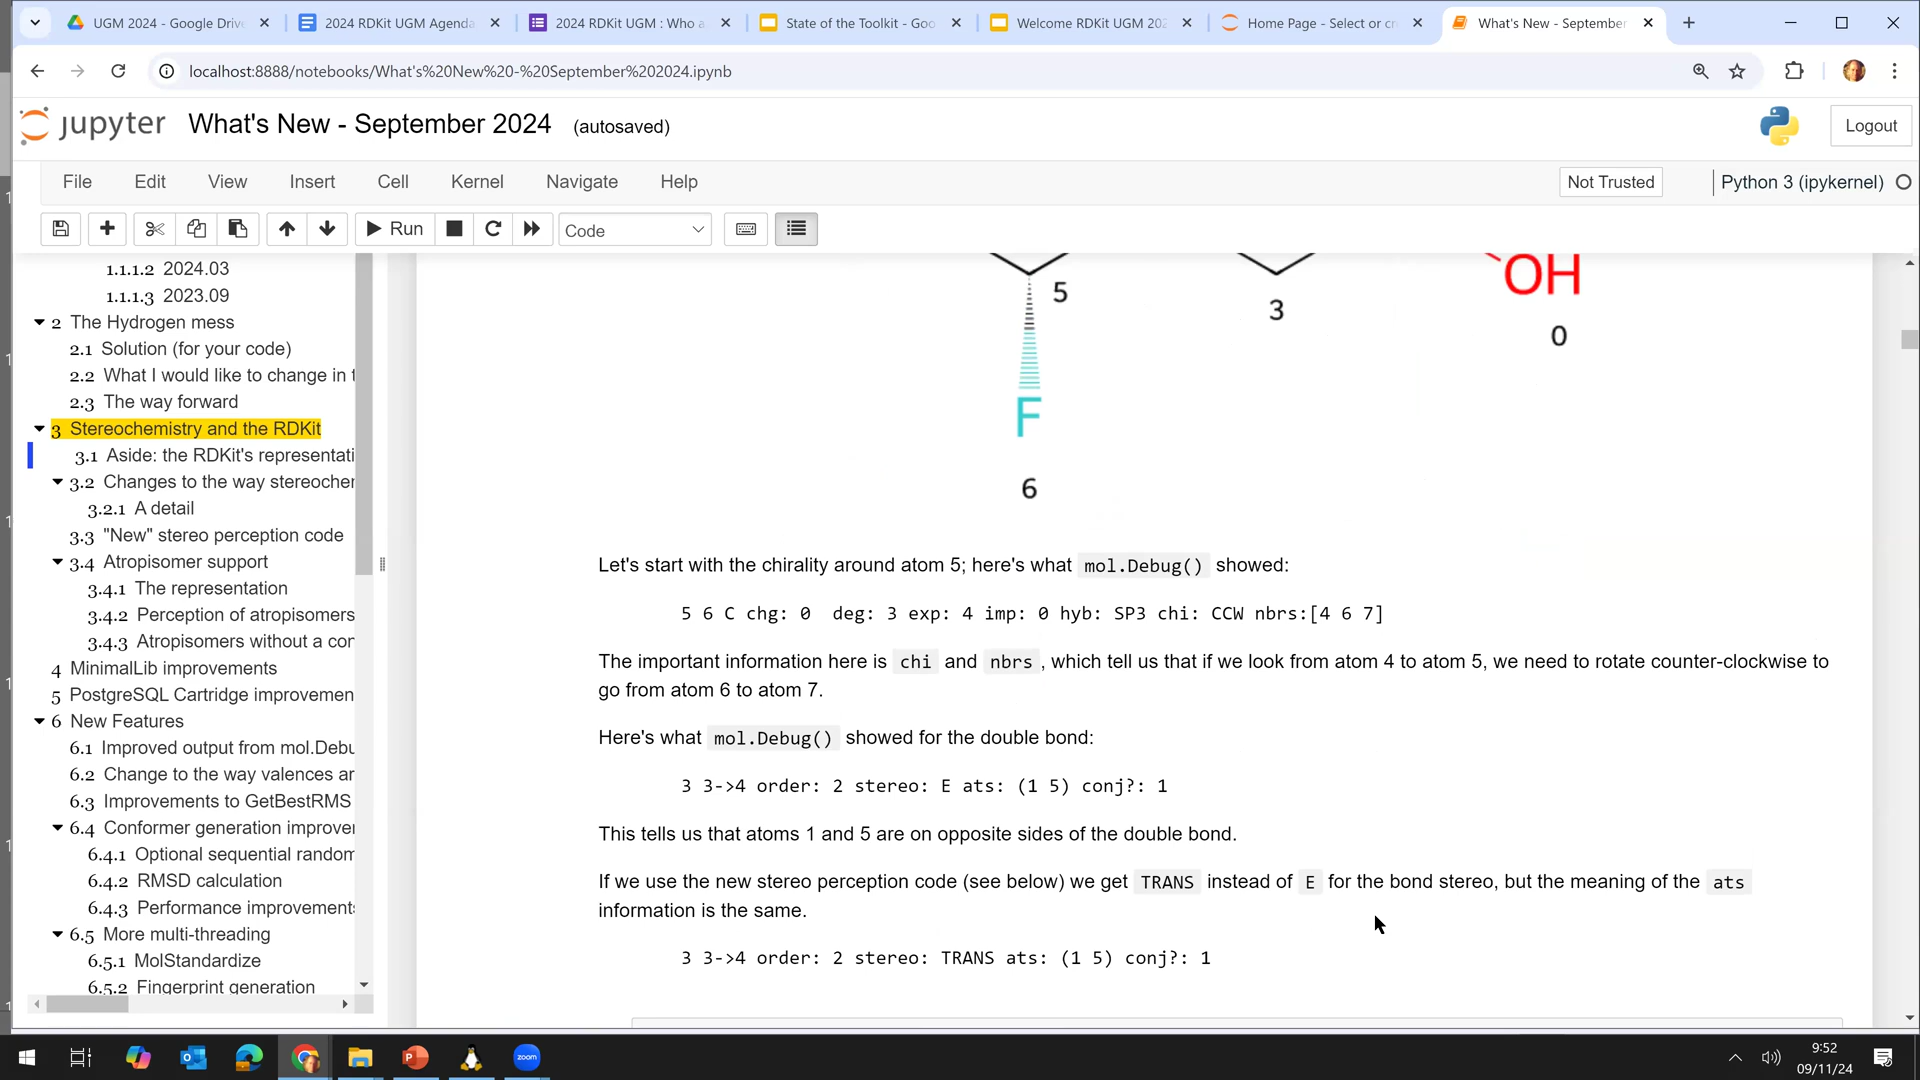 UGM 2024 - Google Drive
2024 RDKit UGM Agenda
2024 RDKit UGM : Who a
State of the Toolkit - Goo
Welcome RDKit UGM 202
Home Page - Select or cr
What's New - September
localhost:8888/notebooks/What's%20New%20-%20September%202024.ipynb
jupyter What's New - September 2024 (autosaved)
Logout
File Edit View Insert Cell Kernel Navigate Help
Not Trusted
Python 3 (ipykernel)
Run
Code
1.1.1.2 2024.03
1.1.1.3 2023.09
2 The Hydrogen mess
2.1 Solution (for your code)
2.2 What I would like to change in t
2.3 The way forward
3 Stereochemistry and the RDKit
3.1 Aside: the RDKit's representati
3.2 Changes to the way stereocher
3.2.1 A detail
3.3 "New" stereo perception code
3.4 Atropisomer support
3.4.1 The representation
3.4.2 Perception of atropisomers
3.4.3 Atropisomers without a con
4 MinimalLib improvements
5 PostgreSQL Cartridge improvemen
6 New Features
6.1 Improved output from mol.Debu
6.2 Change to the way valences ar
6.3 Improvements to GetBestRMS
6.4 Conformer generation improver
6.4.1 Optional sequential random
6.4.2 RMSD calculation
6.4.3 Performance improvements
6.5 More multi-threading
6.5.1 MolStandardize
6.5.2 Fingerprint generation
5
3
OH
0
F
6
Let's start with the chirality around atom 5; here's what mol.Debug() showed:
5 6 C chg: 0  deg: 3 exp: 4 imp: 0 hyb: SP3 chi: CCW nbrs:[4 6 7]
The important information here is chi and nbrs , which tell us that if we look from atom 4 to atom 5, we need to rotate counter-clockwise to
go from atom 6 to atom 7.
Here's what mol.Debug() showed for the double bond:
3 3->4 order: 2 stereo: E ats: (1 5) conj?: 1
This tells us that atoms 1 and 5 are on opposite sides of the double bond.
If we use the new stereo perception code (see below) we get TRANS instead of E for the bond stereo, but the meaning of the ats
information is the same.
3 3->4 order: 2 stereo: TRANS ats: (1 5) conj?: 1
zoom
9:52
09/11/24